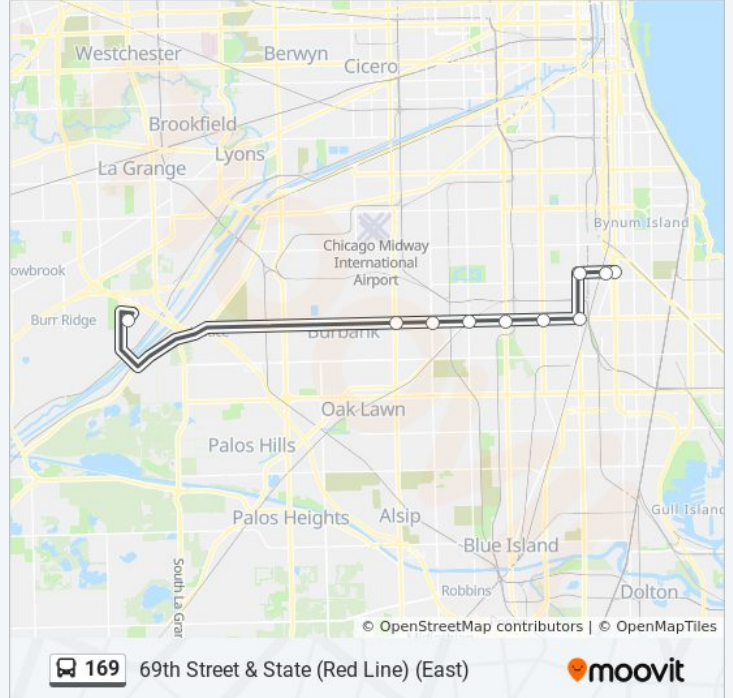 Westchester
Berwyn
Cicero
Brookfield
Lyons
La Grange
Bynum Island
Chicago Midway
International
Airport
owbrook
Burr Ridge
Burbank
Oak Lawn
Palos Hills
Palos Heights
Alsip
Gull Island
Blue Island
South La Gran
Robbins
Dolton
© OpenStreetMap contributors | © OpenMapTiles
169 69th Street & State (Red Line) (East)
moovit